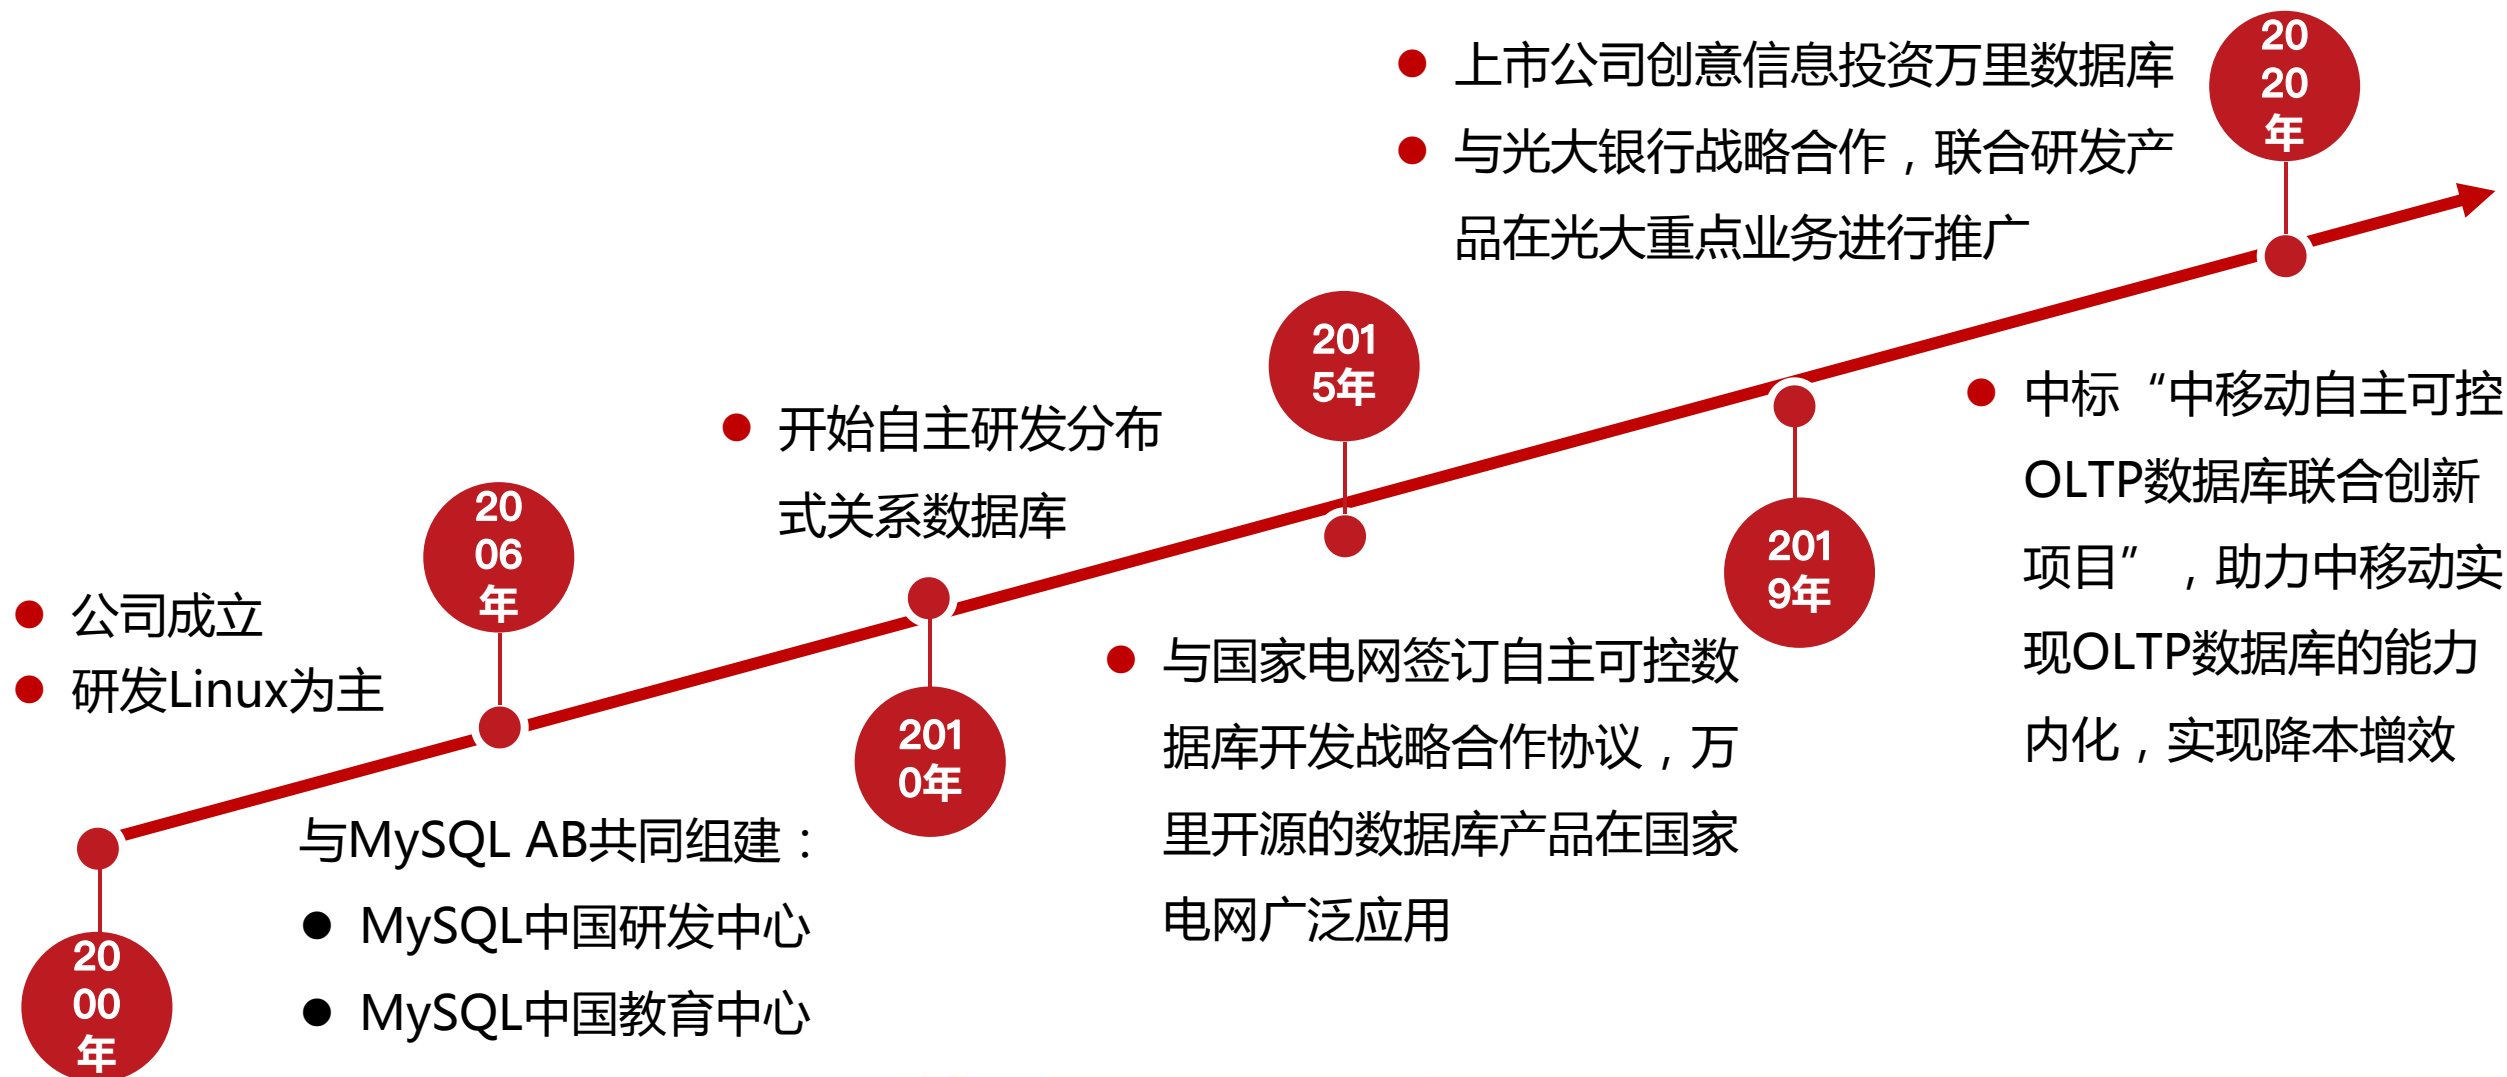 公司成立
研发Linux为主
20
00
年
20
06
年
与MySQL AB共同组建：
MySQL中国研发中心
MySQL中国教育中心
开始自主研发分布
式关系数据库
201
0年
201
5年
与国家电网签订自主可控数
据库开发战略合作协议，万
里开源的数据库产品在国家
电网广泛应用
上市公司创意信息投资万里数据库
与光大银行战略合作，联合研发产
品在光大重点业务进行推广
201
9年
20
20
年
中标“中移动自主可控
OLTP数据库联合创新
项目”，助力中移动实
现OLTP数据库的能力
内化，实现降本增效